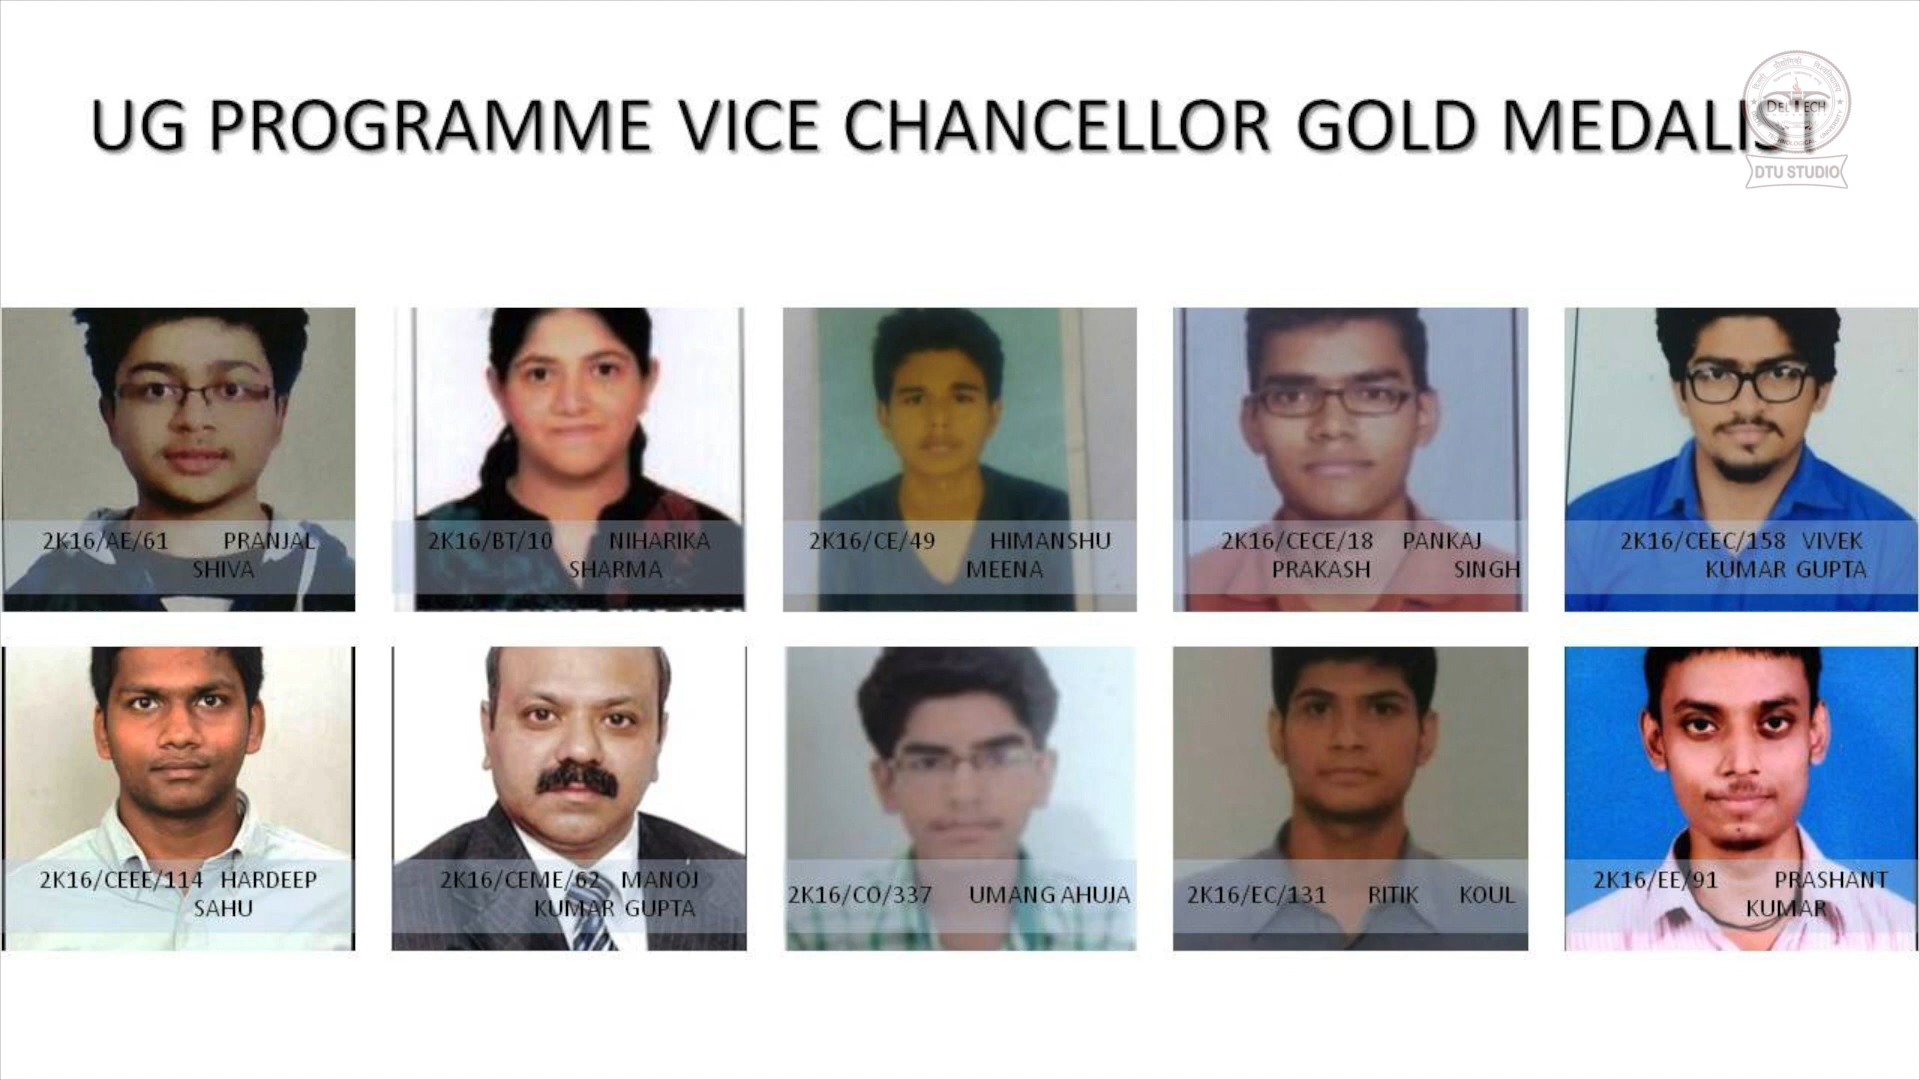 UG PROGRAMME VICE CHANCELLOR GOLD MEDALIST
DELTECH
DTU STUDIO
2K16/AE/61 PRANJAL
SHIVA
2K16/BT/10 NIHARIKA
SHARMA
2K16/CE/49 HIMANSHU
MEENA
2K16/CECE/18 PANKAJ
PRAKASH SINGH
2K16/CEEC/158 VIVEK
KUMAR GUPTA
2K16/CEEE/114 HARDEEP
SAHU
2K16/CEME/62 MANOJ
KUMAR GUPTA
2K16/CO/337 UMANG AHUJA
2K16/EC/131 RITIK KOUL
2K16/EE/91 PRASHANT
KUMAR